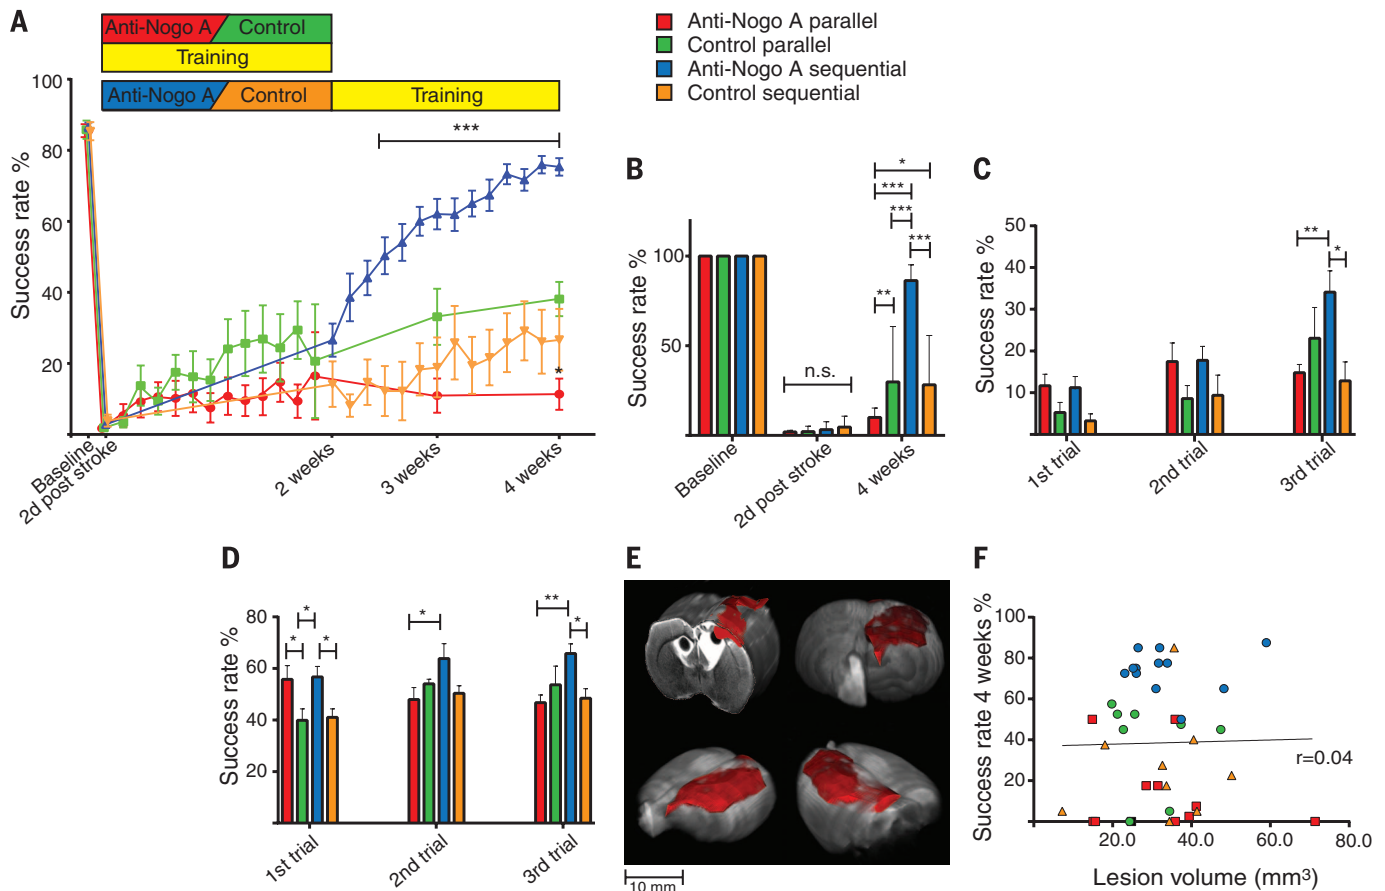 A
Anti-Nogo A Control
Training
Anti-Nogo A Control Training
Anti-Nogo A parallel
Control parallel
Anti-Nogo A sequential
Control sequential
Success rate %
100
80
60
40
20
***
*
Baseline
2d post stroke
2 weeks
3 weeks
4 weeks
B
Success rate %
100
50
n.s.
**
*
***
***
***
Baseline
2d post stroke
4 weeks
C
Success rate %
50
40
30
20
10
**
*
1st trial
2nd trial
3rd trial
D
Success rate %
80
60
40
20
*
*
*
*
**
*
1st trial
2nd trial
3rd trial
E
10 mm
F
Success rate 4 weeks %
100
80
60
40
20
r=0.04
20.0 40.0 60.0 80.0
Lesion volume (mm³)